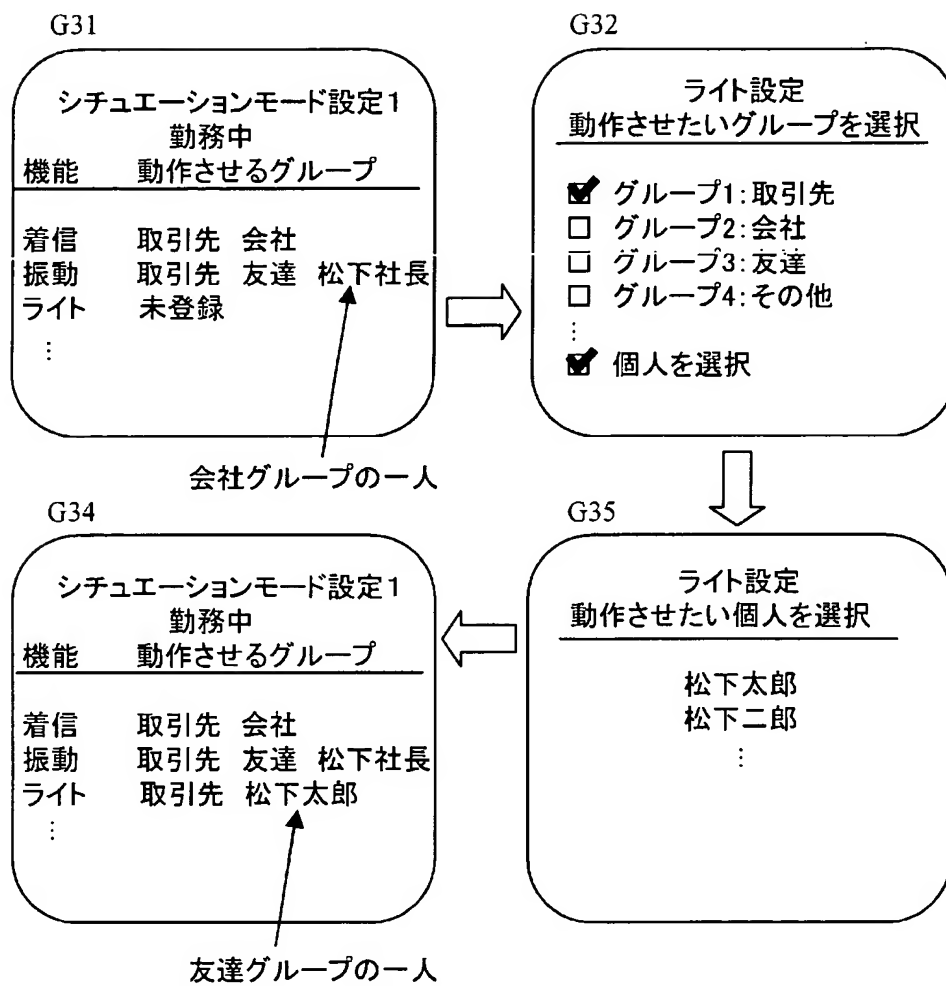 G31
シチュエーションモード設定1
勤務中
機能 動作させるグループ
着信 取引先 会社
振動 取引先 友達 松下社長
ライト 未登録
⋮
会社グループの一人
G32
ライト設定
動作させたいグループを選択
グループ1:取引先
グループ2:会社
グループ3:友達
グループ4:その他
⋮
個人を選択
G35
ライト設定
動作させたい個人を選択
松下太郎
松下二郎
⋮
G34
シチュエーションモード設定1
勤務中
機能 動作させるグループ
着信 取引先 会社
振動 取引先 友達 松下社長
ライト 取引先 松下太郎
⋮
友達グループの一人